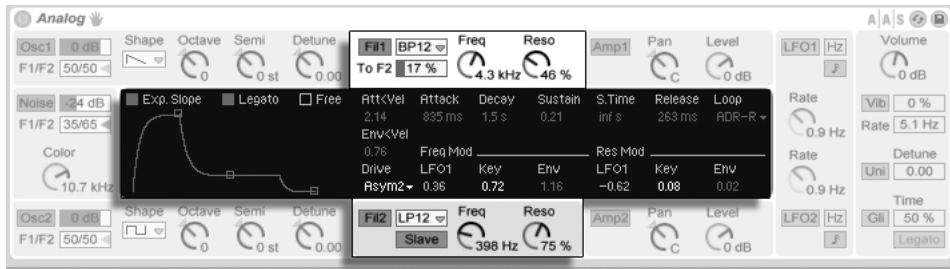 Analog A|A|S
Osc1 0 dB Shape Octave Semi Detune Fil1 BP12 Freq Reso Amp1 Pan Level LFO1 Hz Volume
F1/F2 50/50 0 0 st 0.00 To F2 17 % 4.3 kHz 46 % C 0 dB 0 dB
Noise -24 dB Exp. Slope Legato Free Att<Vel Attack Decay Sustain S.Time Release Loop Rate Vib 0 %
2.14 835 ms 1.5 s 0.21 inf s 263 ms ADR-R
F1/F2 35/65 Env<Vel 0.9 Hz Rate 5.1 Hz
Color 0.76 Freq Mod Res Mod Rate Detune
Drive LFO1 Key Env LFO1 Key Env Uni 0.00
10.7 kHz Asym2 0.36 0.72 1.16 -0.62 0.08 0.02 0.9 Hz
Osc2 0 dB Shape Octave Semi Detune Fil2 LP12 Freq Reso Amp2 Pan Level LFO2 Hz Time
Gli 50 %
F1/F2 50/50 0 0 st 0.00 Slave 398 Hz 75 % C 0 dB Legato